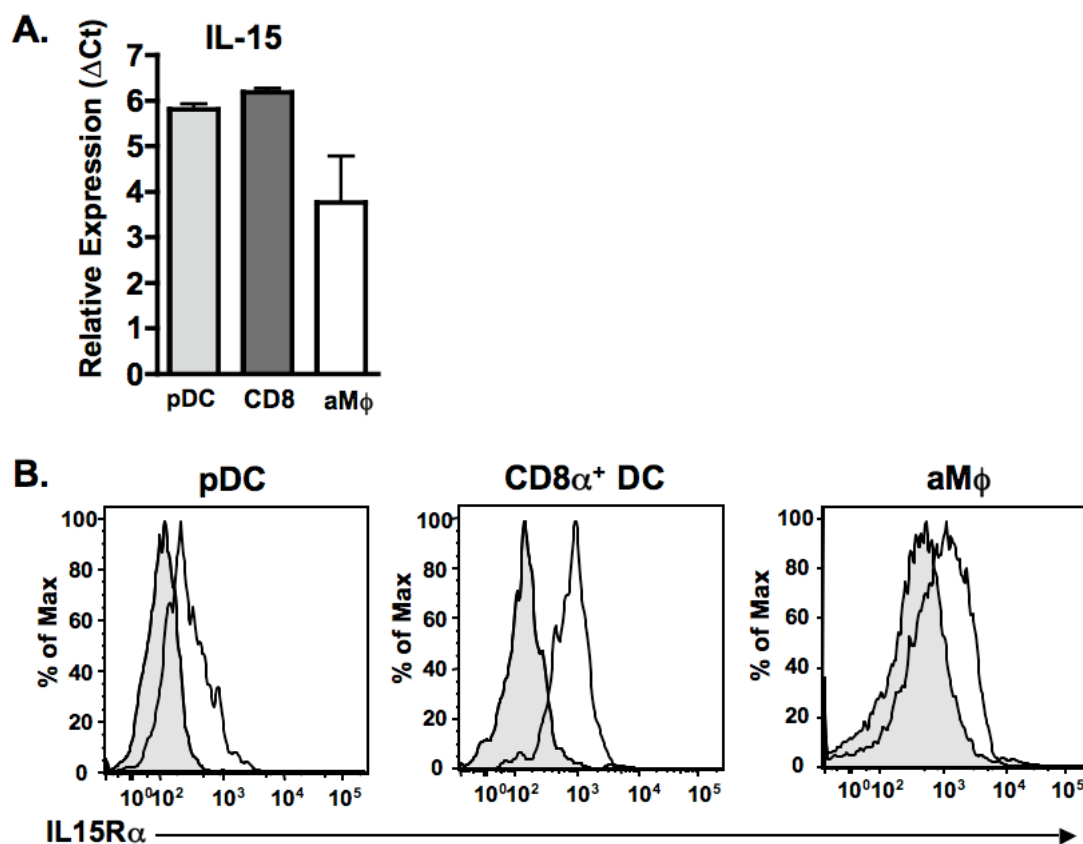 A.
IL-15
Relative Expression (ΔCt)
7
6
5
4
3
2
1
0
pDC CD8 aMϕ
B.
pDC CD8α⁺ DC aMϕ
% of Max % of Max % of Max
100 100 100
80 80 80
60 60 60
40 40 40
20 20 20
0 0 0
10⁰10² 10³ 10⁴ 10⁵ 10⁰10² 10³ 10⁴ 10⁵ 10⁰10² 10³ 10⁴ 10⁵
IL15Rα